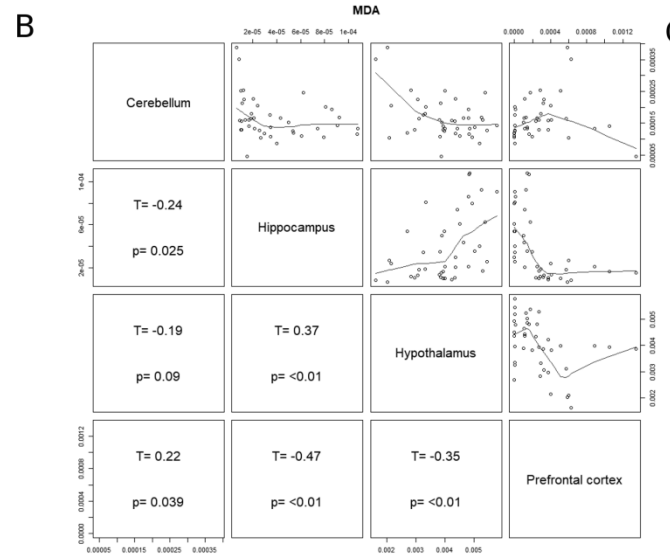 B
MDA
2e-05 4e-05 6e-05 8e-05 1e-04
0.0000 0.0004 0.0008 0.0012
Cerebellum
0.00005 0.00015 0.00025 0.00035
1e-04
6e-05
2e-05
T= -0.24
p= 0.025
Hippocampus
T= -0.19
p= 0.09
T= 0.37
p= <0.01
Hypothalamus
0.005
0.004
0.003
0.002
0.0012
0.0008
0.0004
0.0000
T= 0.22
p= 0.039
T= -0.47
p= <0.01
T= -0.35
p= <0.01
Prefrontal cortex
0.00005 0.00015 0.00025 0.00035
0.002 0.003 0.004 0.005